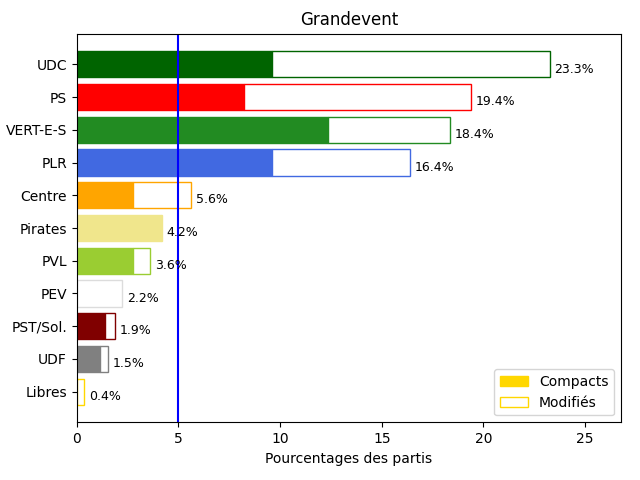 Grandevent
UDC 23.3%
PS 19.4%
VERT-E-S 18.4%
PLR 16.4%
Centre 5.6%
Pirates 4.2%
PVL 3.6%
PEV 2.2%
PST/Sol. 1.9%
UDF 1.5%
Libres 0.4%
Compacts
Modifiés
0 5 10 15 20 25
Pourcentages des partis